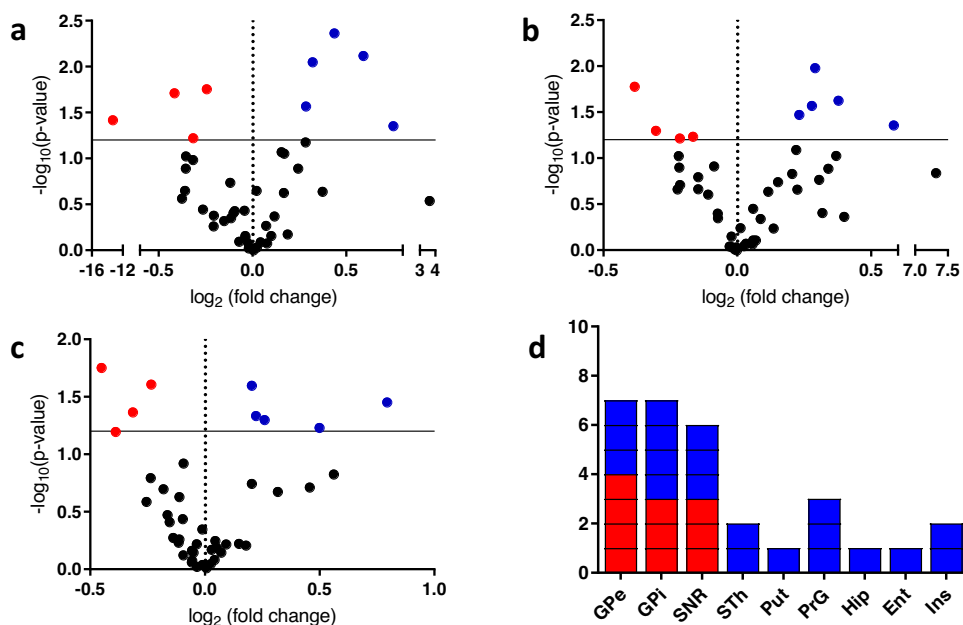 a
2.5
2.0
1.5
1.0
0.5
0.0
-log10(p-value)
-16 -12 -0.5 0.0 0.5 3 4
log2 (fold change)
b
2.5
2.0
1.5
1.0
0.5
0.0
-log10(p-value)
-0.5 0.0 0.5 7.0 7.5
log2 (fold change)
c
2.0
1.5
1.0
0.5
0.0
-log10(p-value)
-0.5 0.0 0.5 1.0
log2 (fold change)
d
10
8
6
4
2
0
GPe GPi SNR STh Put PrG Hip Ent Ins